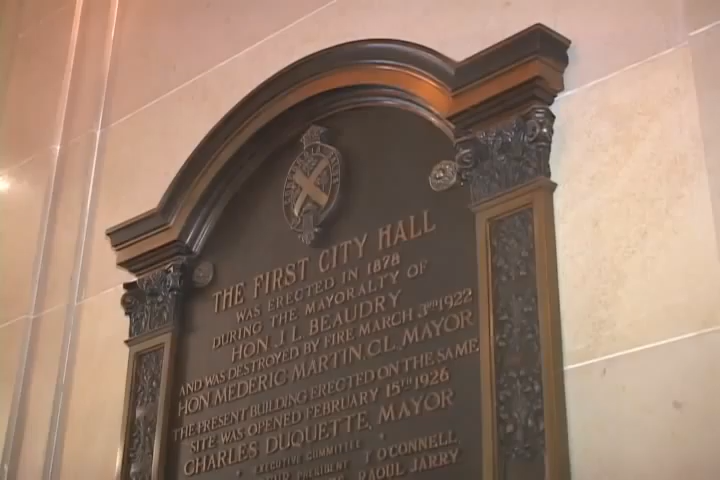 THE FIRST CITY HALL
WAS ERECTED IN 1878
DURING THE MAYORALTY OF
HON. J. L. BEAUDRY
AND WAS DESTROYED BY FIRE MARCH 3RD 1922
HON. MEDERIC MARTIN, C.L., MAYOR
THE PRESENT BUILDING ERECTED ON THE SAME
SITE WAS OPENED FEBRUARY 15TH 1926
CHARLES DUQUETTE, MAYOR
EXECUTIVE COMMITTEE
PRESIDENT T. O'CONNELL
RAOUL JARRY